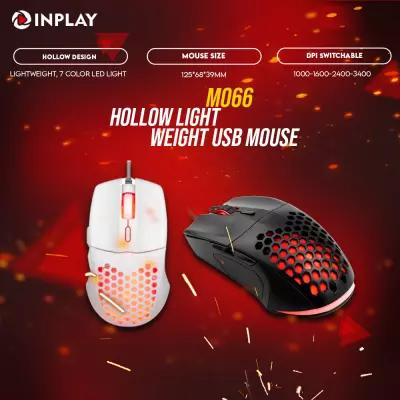 INPLAY
HOLLOW DESIGN
MOUSE SIZE
DPI SWITCHABLE
LIGHTWEIGHT, 7 COLOR LED LIGHT
125*68*39MM
1000-1600-2400-3400
M066
HOLLOW LIGHT
WEIGHT USB MOUSE